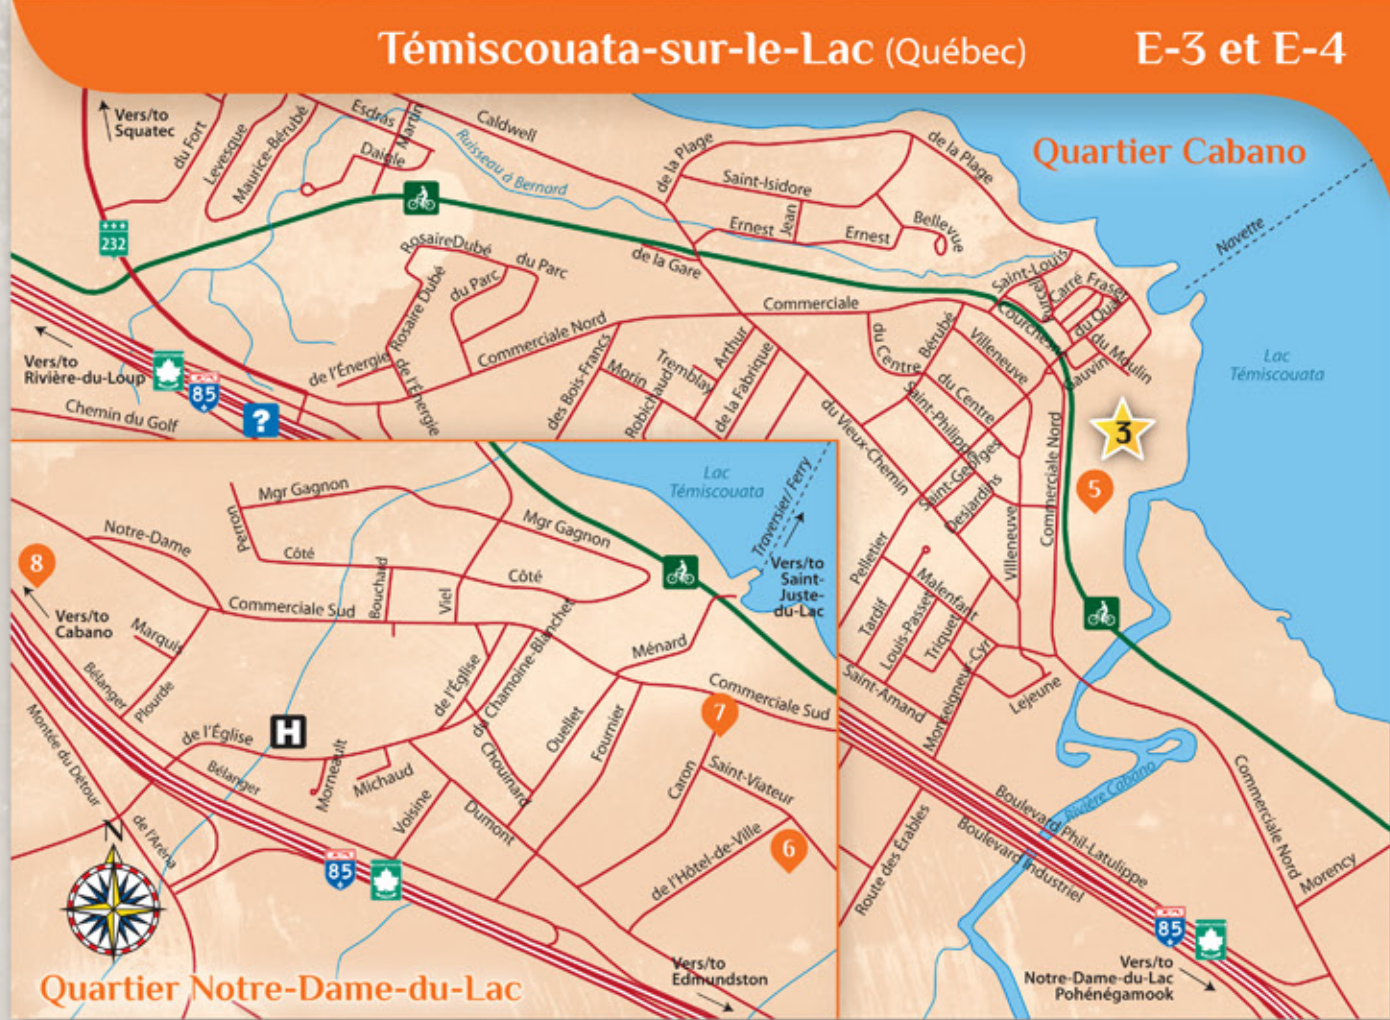 Témiscouata-sur-le-Lac (Québec)
E-3 et E-4
Quartier Cabano
Vers/to
Squatec
du Fort
Levesque
Maurice-Bérubé
Esdras
Martin
Daigle
Caldwell
Ruisseau à Bernard
de la Plage
de la Plage
Saint-Isidore
Ernest
Jean
Ernest
Bellevue
Navette
232
Rosaire Dubé
du Parc
du Parc
Rosaire Dubé
de la Gare
Commerciale
Saint-Louis
Carré Fraser
du Quai
du Moulin
Lac
Témiscouata
Vers/to
Rivière-du-Loup
85
?
Chemin du Golf
de l'Énergie
de l'Énergie
Commerciale Nord
des Bois-Francs
Morin
Robichaud
Tremblay
Arthur
de la Fabrique
du Centre
Bérubé
Villeneuve
du Centre
Saint-Philippe
Saint-Georges
Desjardins
du Vieux-Chemin
Villeneuve
Commerciale Nord
3
5
Pelletier
Tardif
Louis-Passet
Malenfant
Triquet
Monseigneur-Cyr
Saint-Amand
Lejeune
Rivière Cabano
Boulevard Phil-Latulippe
Boulevard Industriel
Route des Érables
Commerciale Nord
Morency
85
Vers/to
Notre-Dame-du-Lac
Pohénégamook
Lac
Témiscouata
Traversier/Ferry
Vers/to
Saint-
Juste-
du-Lac
Mgr Gagnon
Mgr Gagnon
Perron
Côté
Côté
Notre-Dame
8
Vers/to
Cabano
Commerciale Sud
Bouchard
Viel
Marquis
Bélanger
Plourde
Ménard
Commerciale Sud
7
de l'Église
de Chamoine-Blanchet
Ouellet
Fournier
Chouinard
Caron
Saint-Viateur
H
de l'Église
Bélanger
Morneault
Michaud
Voisine
Dumont
Montée du Détour
de l'Aréna
N
85
de l'Hôtel-de-Ville
6
Vers/to
Edmundston
Quartier Notre-Dame-du-Lac